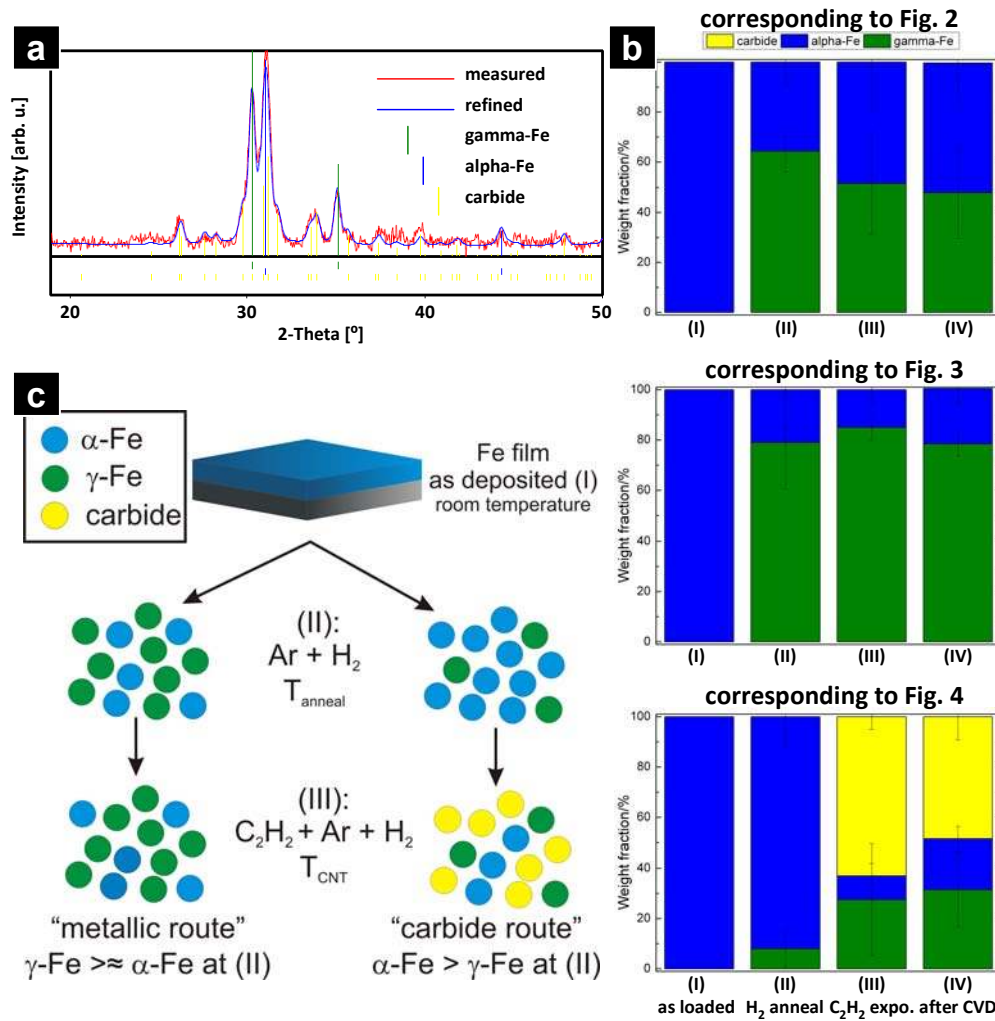 a
Intensity [arb. u.]
measured
refined
gamma-Fe
alpha-Fe
carbide
20 30 40 50
2-Theta [º]
b
corresponding to Fig. 2
carbide alpha-Fe gamma-Fe
Weight fraction/%
80
60
40
20
0
(I) (II) (III) (IV)
corresponding to Fig. 3
Weight fraction/%
100
80
60
40
20
0
(I) (II) (III) (IV)
corresponding to Fig. 4
Weight fraction/%
100
80
60
40
20
0
(I) (II) (III) (IV)
as loaded H2 anneal C2H2 expo. after CVD
c
α-Fe
γ-Fe
carbide
Fe film
as deposited (I)
room temperature
(II):
Ar + H2
Tanneal
(III):
C2H2 + Ar + H2
TCNT
“metallic route”
γ-Fe >≈ α-Fe at (II)
“carbide route”
α-Fe > γ-Fe at (II)